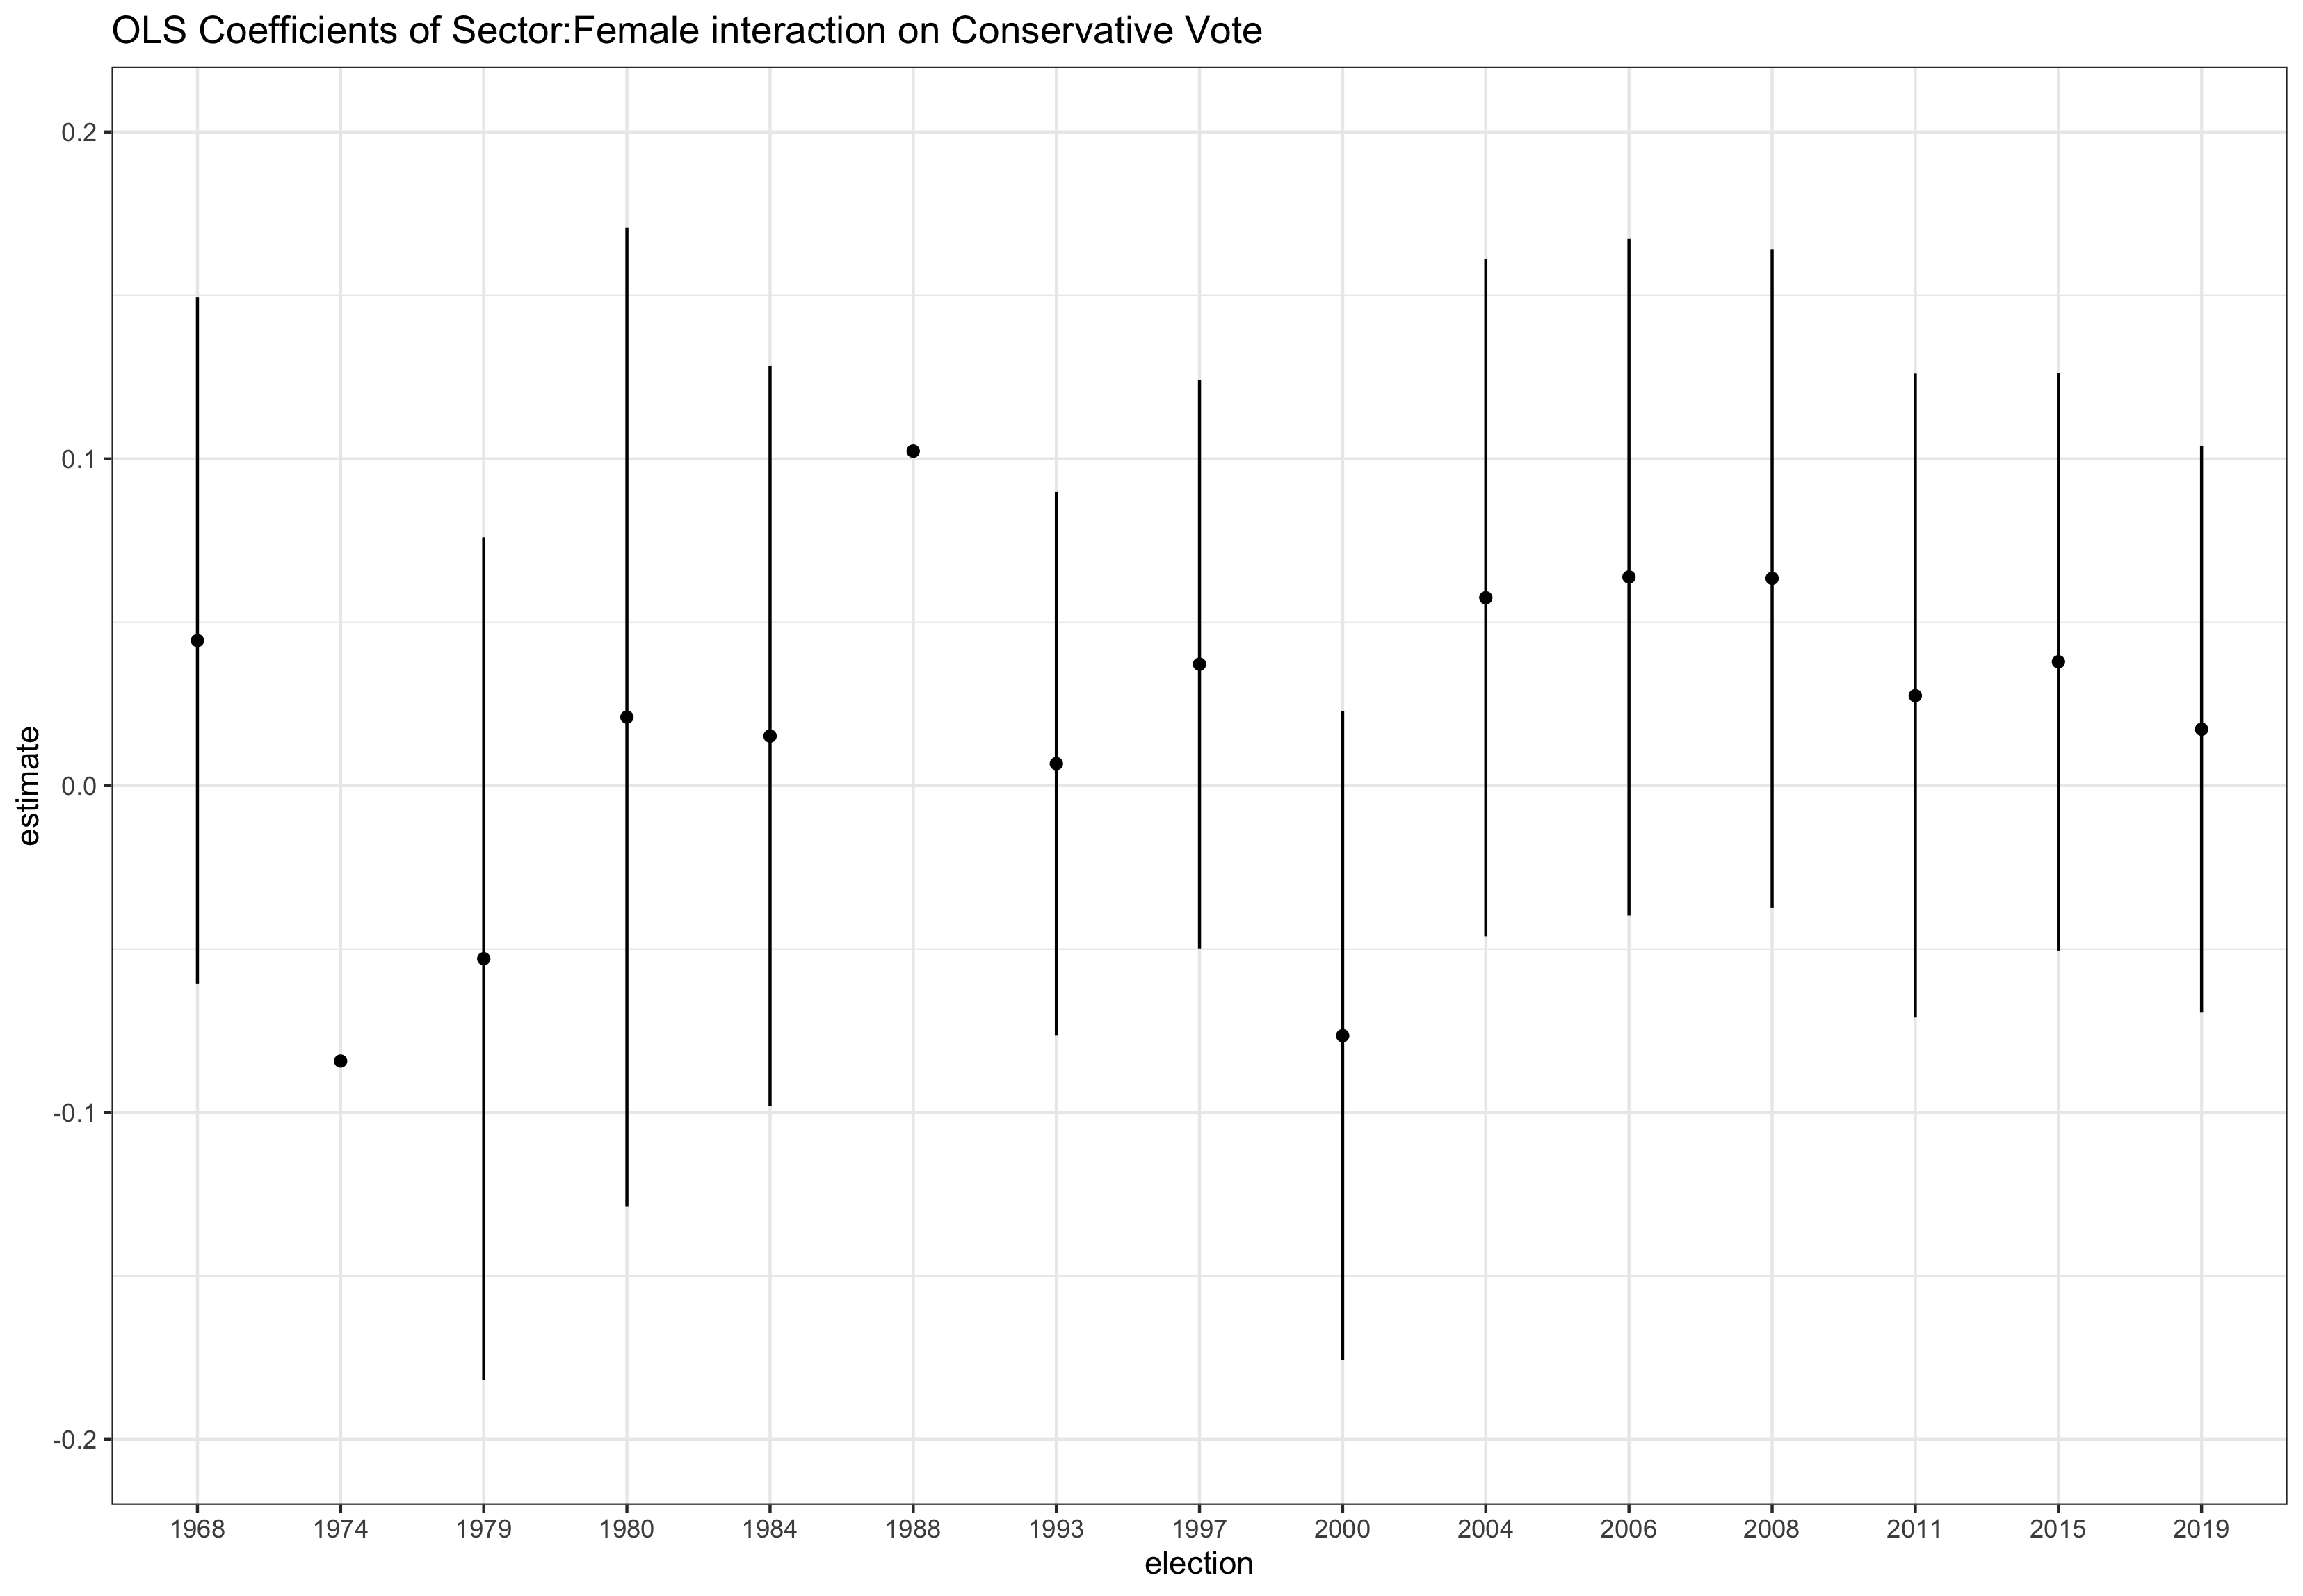 OLS Coefficients of Sector:Female interaction on Conservative Vote
0.2
0.1
0.0
-0.1
-0.2
estimate
1968 1974 1979 1980 1984 1988 1993 1997 2000 2004 2006 2008 2011 2015 2019
election